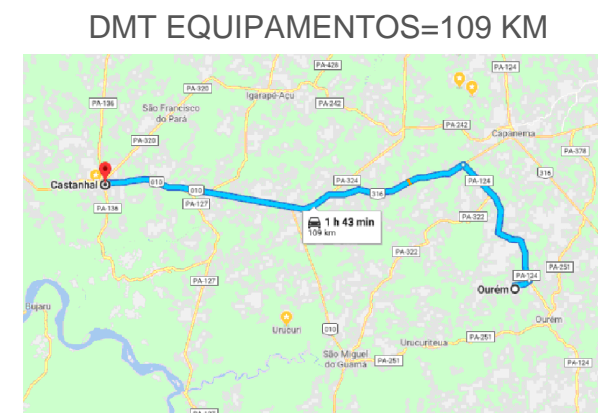 DMT EQUIPAMENTOS=109 KM
PA-426
PA-124
PA-320
Igarapé-Açu
PA-136
São Francisco
do Pará
PA-242
PA-242
Capanema
PA-320
PA-378
316
Castanhal
010
010
PA-324
316
PA-124
PA-136
PA-127
1 h 43 min
109 km
PA-322
PA-322
PA-127
PA-124
PA-251
Ourém
Bujaru
Urucuri
010
Ourém
Urucuriteua
PA-251
São Miguel
do Guamá
PA-251
PA-124
PA-127